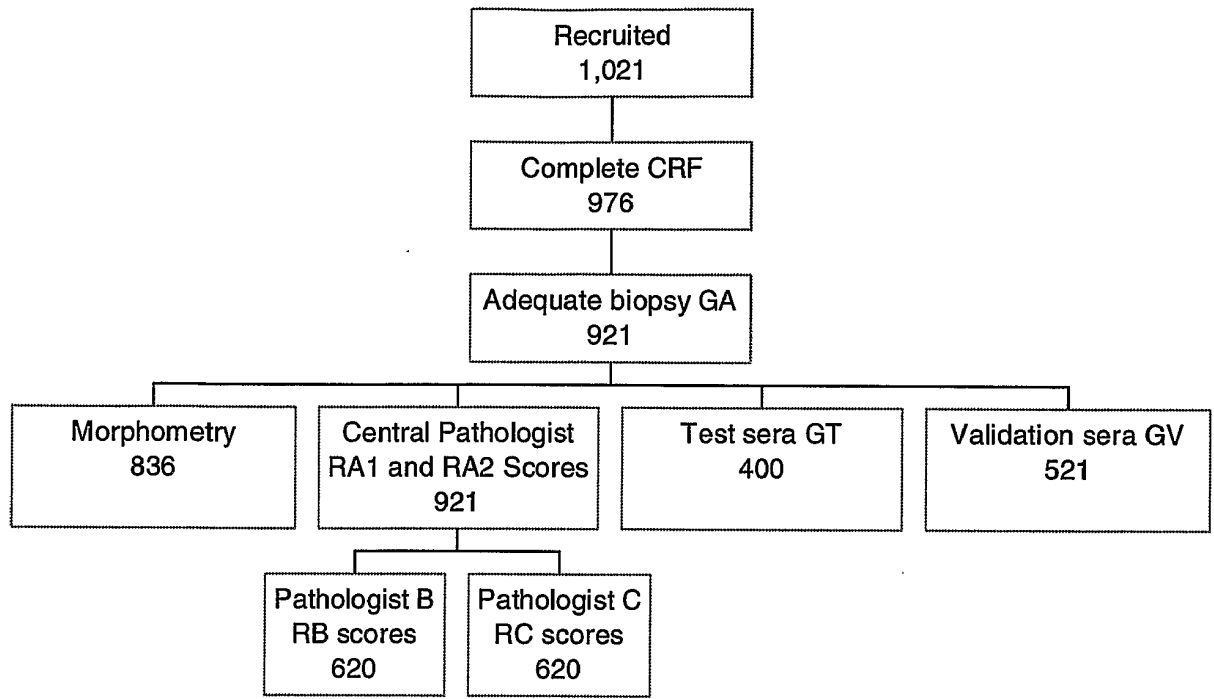 Recruited
1,021
Complete CRF
976
Adequate biopsy GA
921
Morphometry
836
Central Pathologist
RA1 and RA2 Scores
921
Test sera GT
400
Validation sera GV
521
Pathologist B
RB scores
620
Pathologist C
RC scores
620